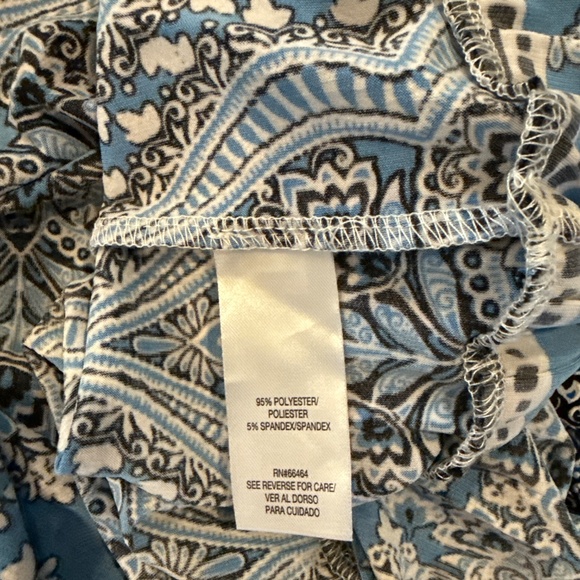 95% POLYESTER/
POLIESTER
5% SPANDEX/SPANDEX
RN#66464
SEE REVERSE FOR CARE/
VER AL DORSO
PARA CUIDADO